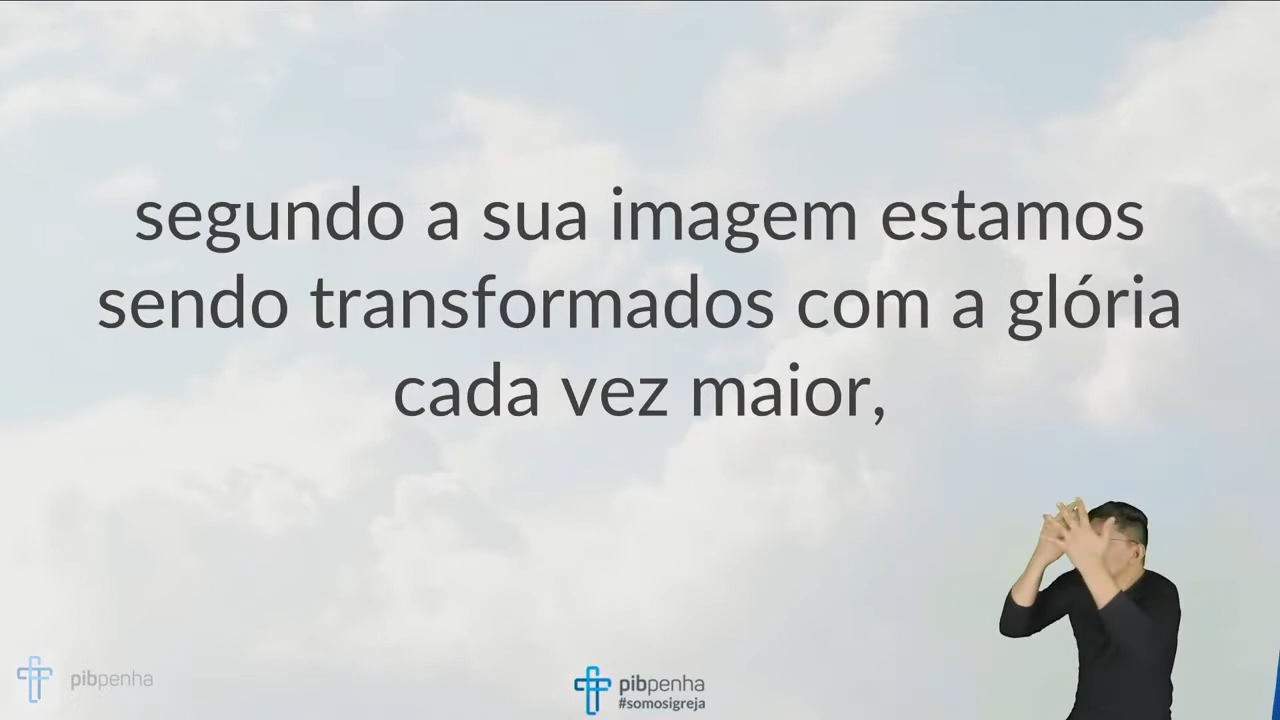 segundo a sua imagem estamos
sendo transformados com a glória
cada vez maior,
pibpenha
pibpenha
#somosigreja